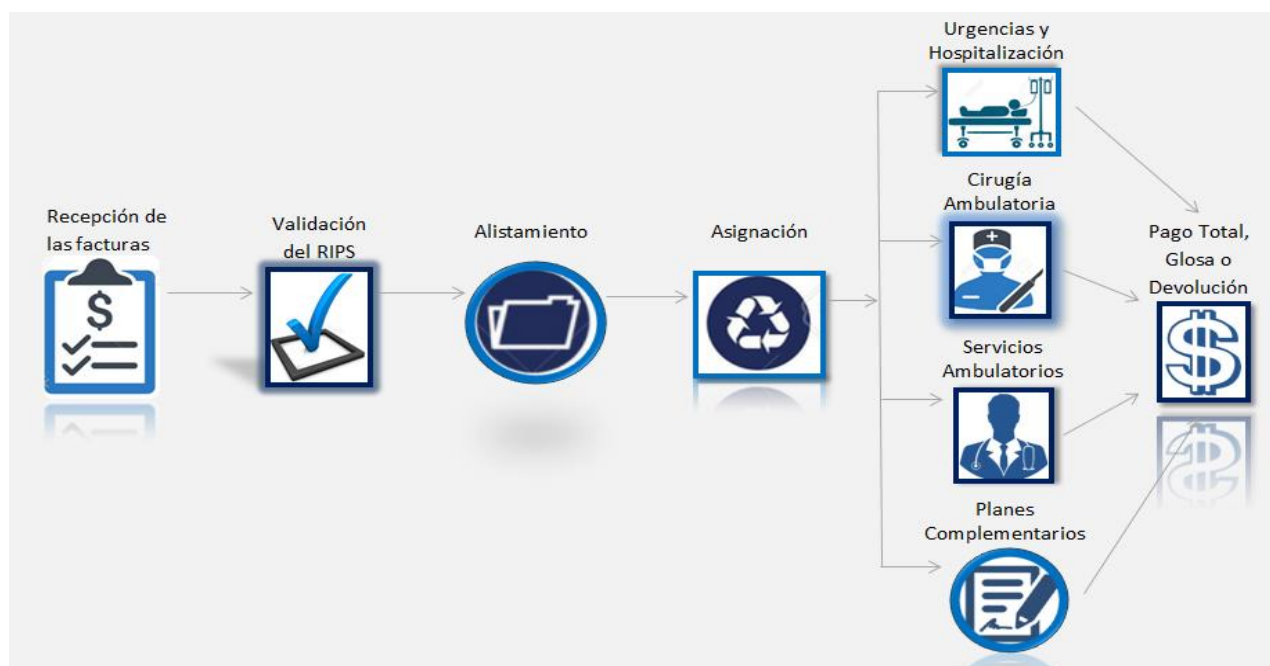 Recepción de
las facturas
Validación
del RIPS
Alistamiento
Asignación
Urgencias y
Hospitalización
Cirugía
Ambulatoria
Servicios
Ambulatorios
Planes
Complementarios
Pago Total,
Glosa o
Devolución